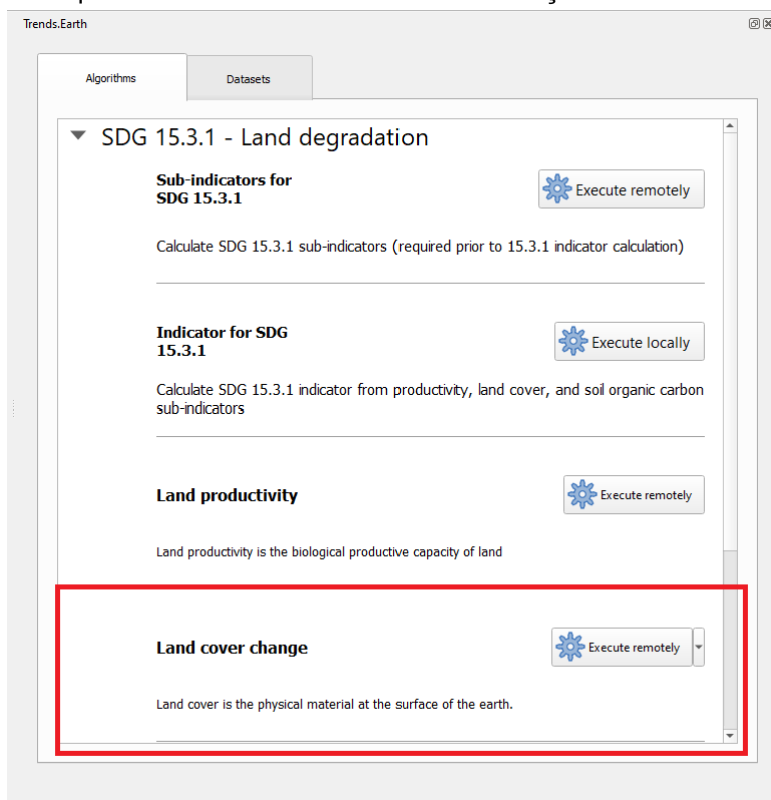 Trends.Earth
Algorithms
Datasets
SDG 15.3.1 - Land degradation
Sub-indicators for
SDG 15.3.1
Execute remotely
Calculate SDG 15.3.1 sub-indicators (required prior to 15.3.1 indicator calculation)
Indicator for SDG
15.3.1
Execute locally
Calculate SDG 15.3.1 indicator from productivity, land cover, and soil organic carbon
sub-indicators
Land productivity
Execute remotely
Land productivity is the biological productive capacity of land
Land cover change
Execute remotely
Land cover is the physical material at the surface of the earth.